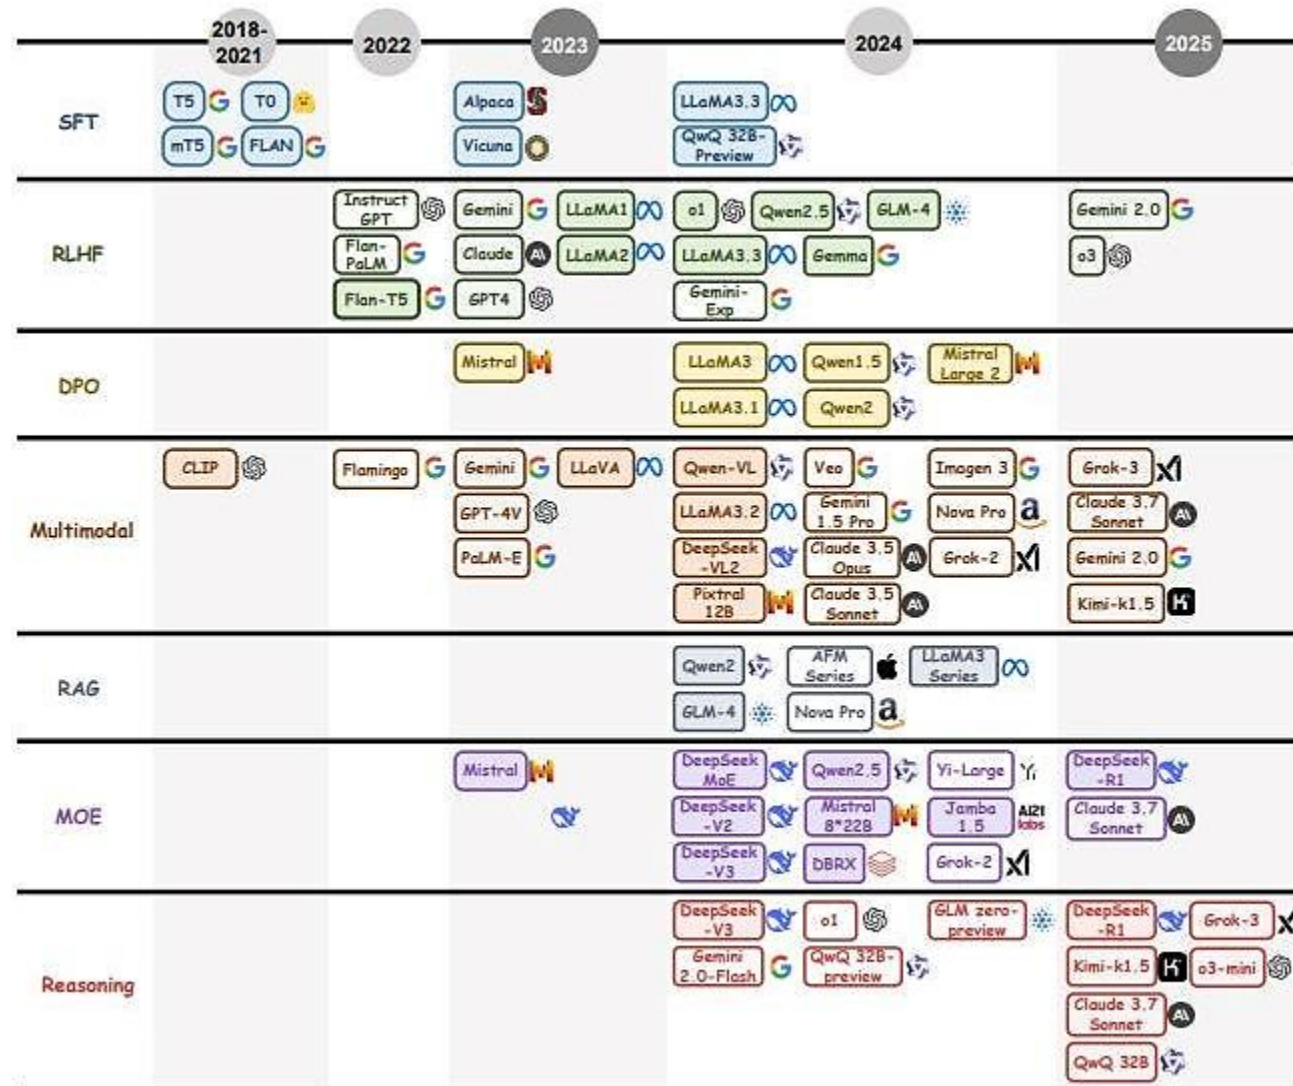 2018-
2021
2022
2023
2024
2025
SFT
T5
T0
mT5
FLAN
Alpaca
Vicuna
LLaMA3.3
QwQ 32B-
Preview
RLHF
Instruct
GPT
Flan-
PaLM
Flan-T5
Gemini
LLaMA1
Claude
LLaMA2
GPT4
o1
Qwen2.5
GLM-4
LLaMA3.3
Gemma
Gemini-
Exp
Gemini 2.0
o3
DPO
Mistral
LLaMA3
Qwen1.5
Mistral
Large 2
LLaMA3.1
Qwen2
Multimodal
CLIP
Flamingo
Gemini
LLaVA
GPT-4V
PaLM-E
Qwen-VL
Veo
Imagen 3
LLaMA3.2
Gemini
1.5 Pro
Nova Pro
DeepSeek
-VL2
Claude 3.5
Opus
Grok-2
Pixtral
12B
Claude 3.5
Sonnet
Grok-3
Claude 3.7
Sonnet
Gemini 2.0
Kimi-k1.5
RAG
Qwen2
AFM
Series
LLaMA3
Series
GLM-4
Nova Pro
MOE
Mistral
DeepSeek
MoE
Qwen2.5
Yi-Large
DeepSeek
-V2
Mistral
8*22B
Jamba
1.5
AI21
labs
DeepSeek
-V3
DBRX
Grok-2
DeepSeek
-R1
Claude 3.7
Sonnet
Reasoning
DeepSeek
-V3
o1
GLM zero-
preview
Gemini
2.0-Flash
QwQ 32B-
preview
DeepSeek
-R1
Grok-3
Kimi-k1.5
o3-mini
Claude 3.7
Sonnet
QwQ 32B